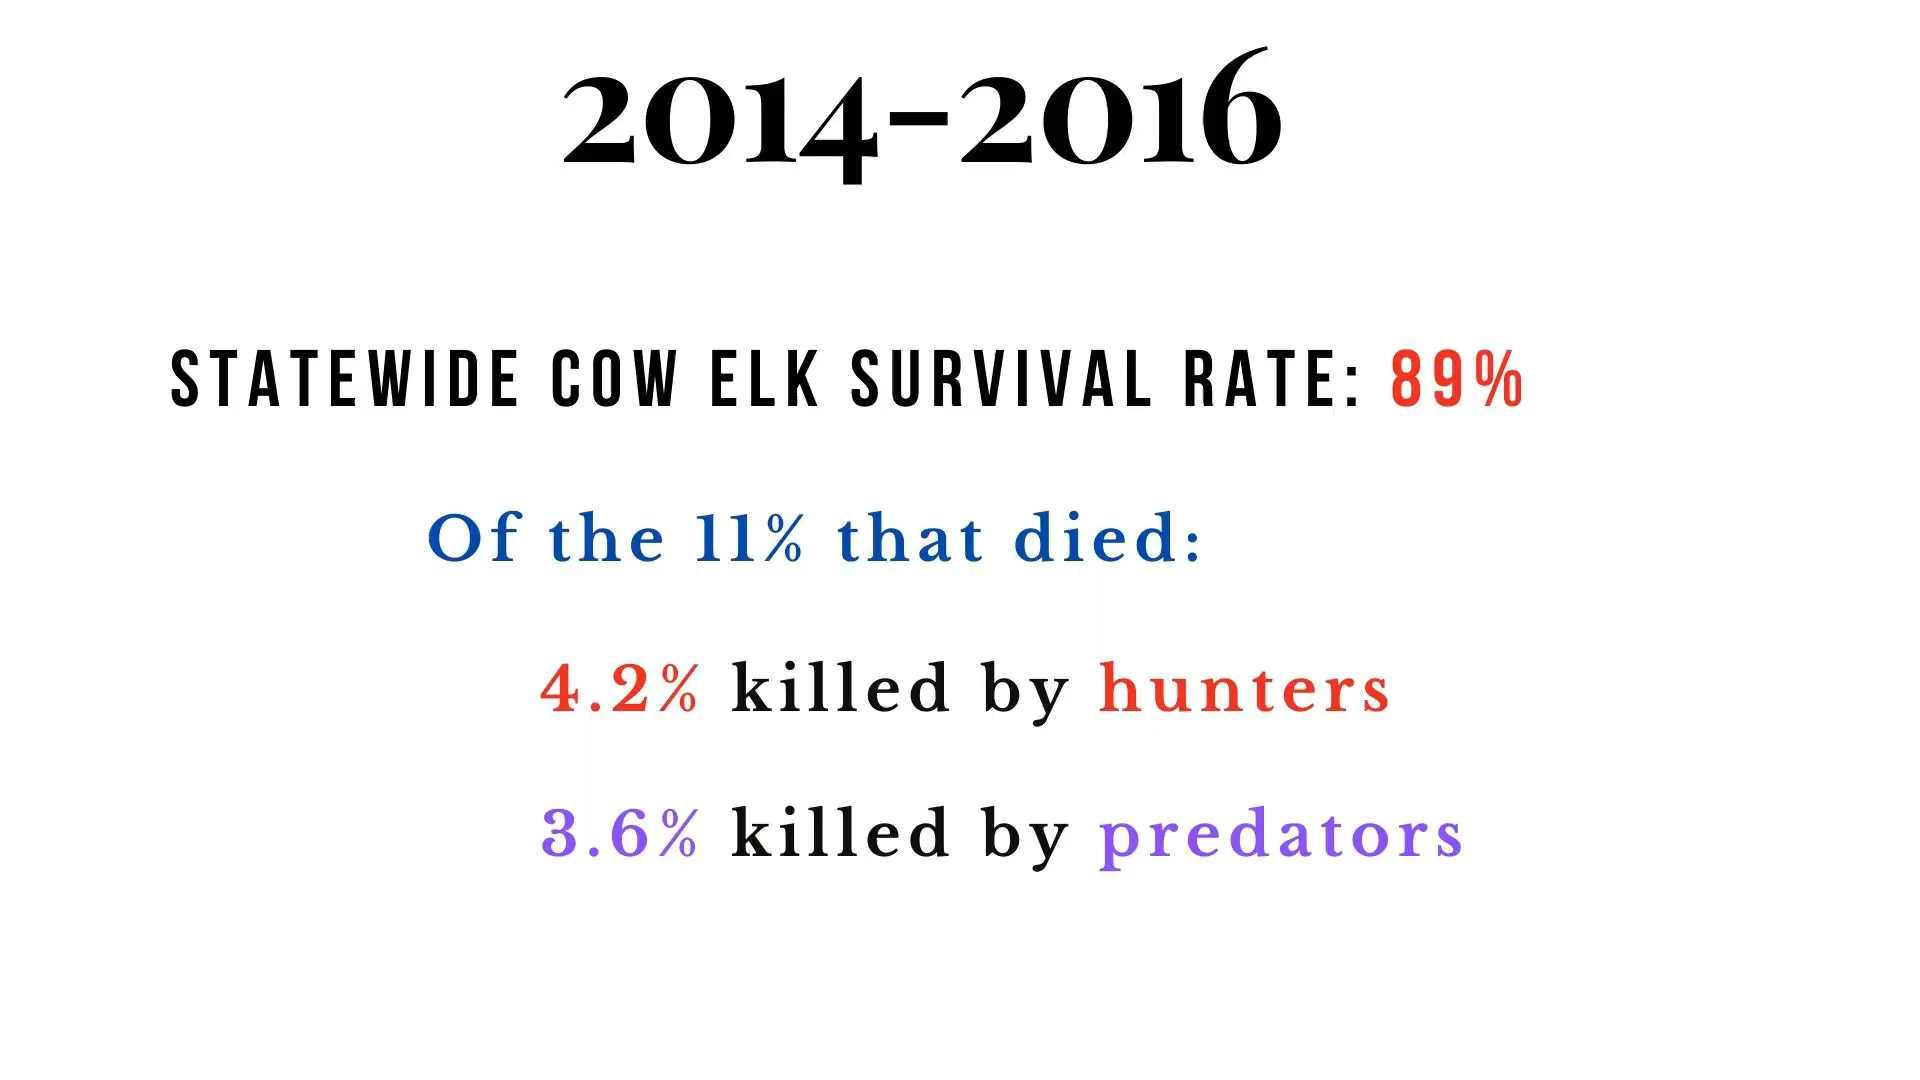 2014-2016
STATEWIDE COW ELK SURVIVAL RATE: 89%
Of the 11% that died:
4.2% killed by hunters
3.6% killed by predators